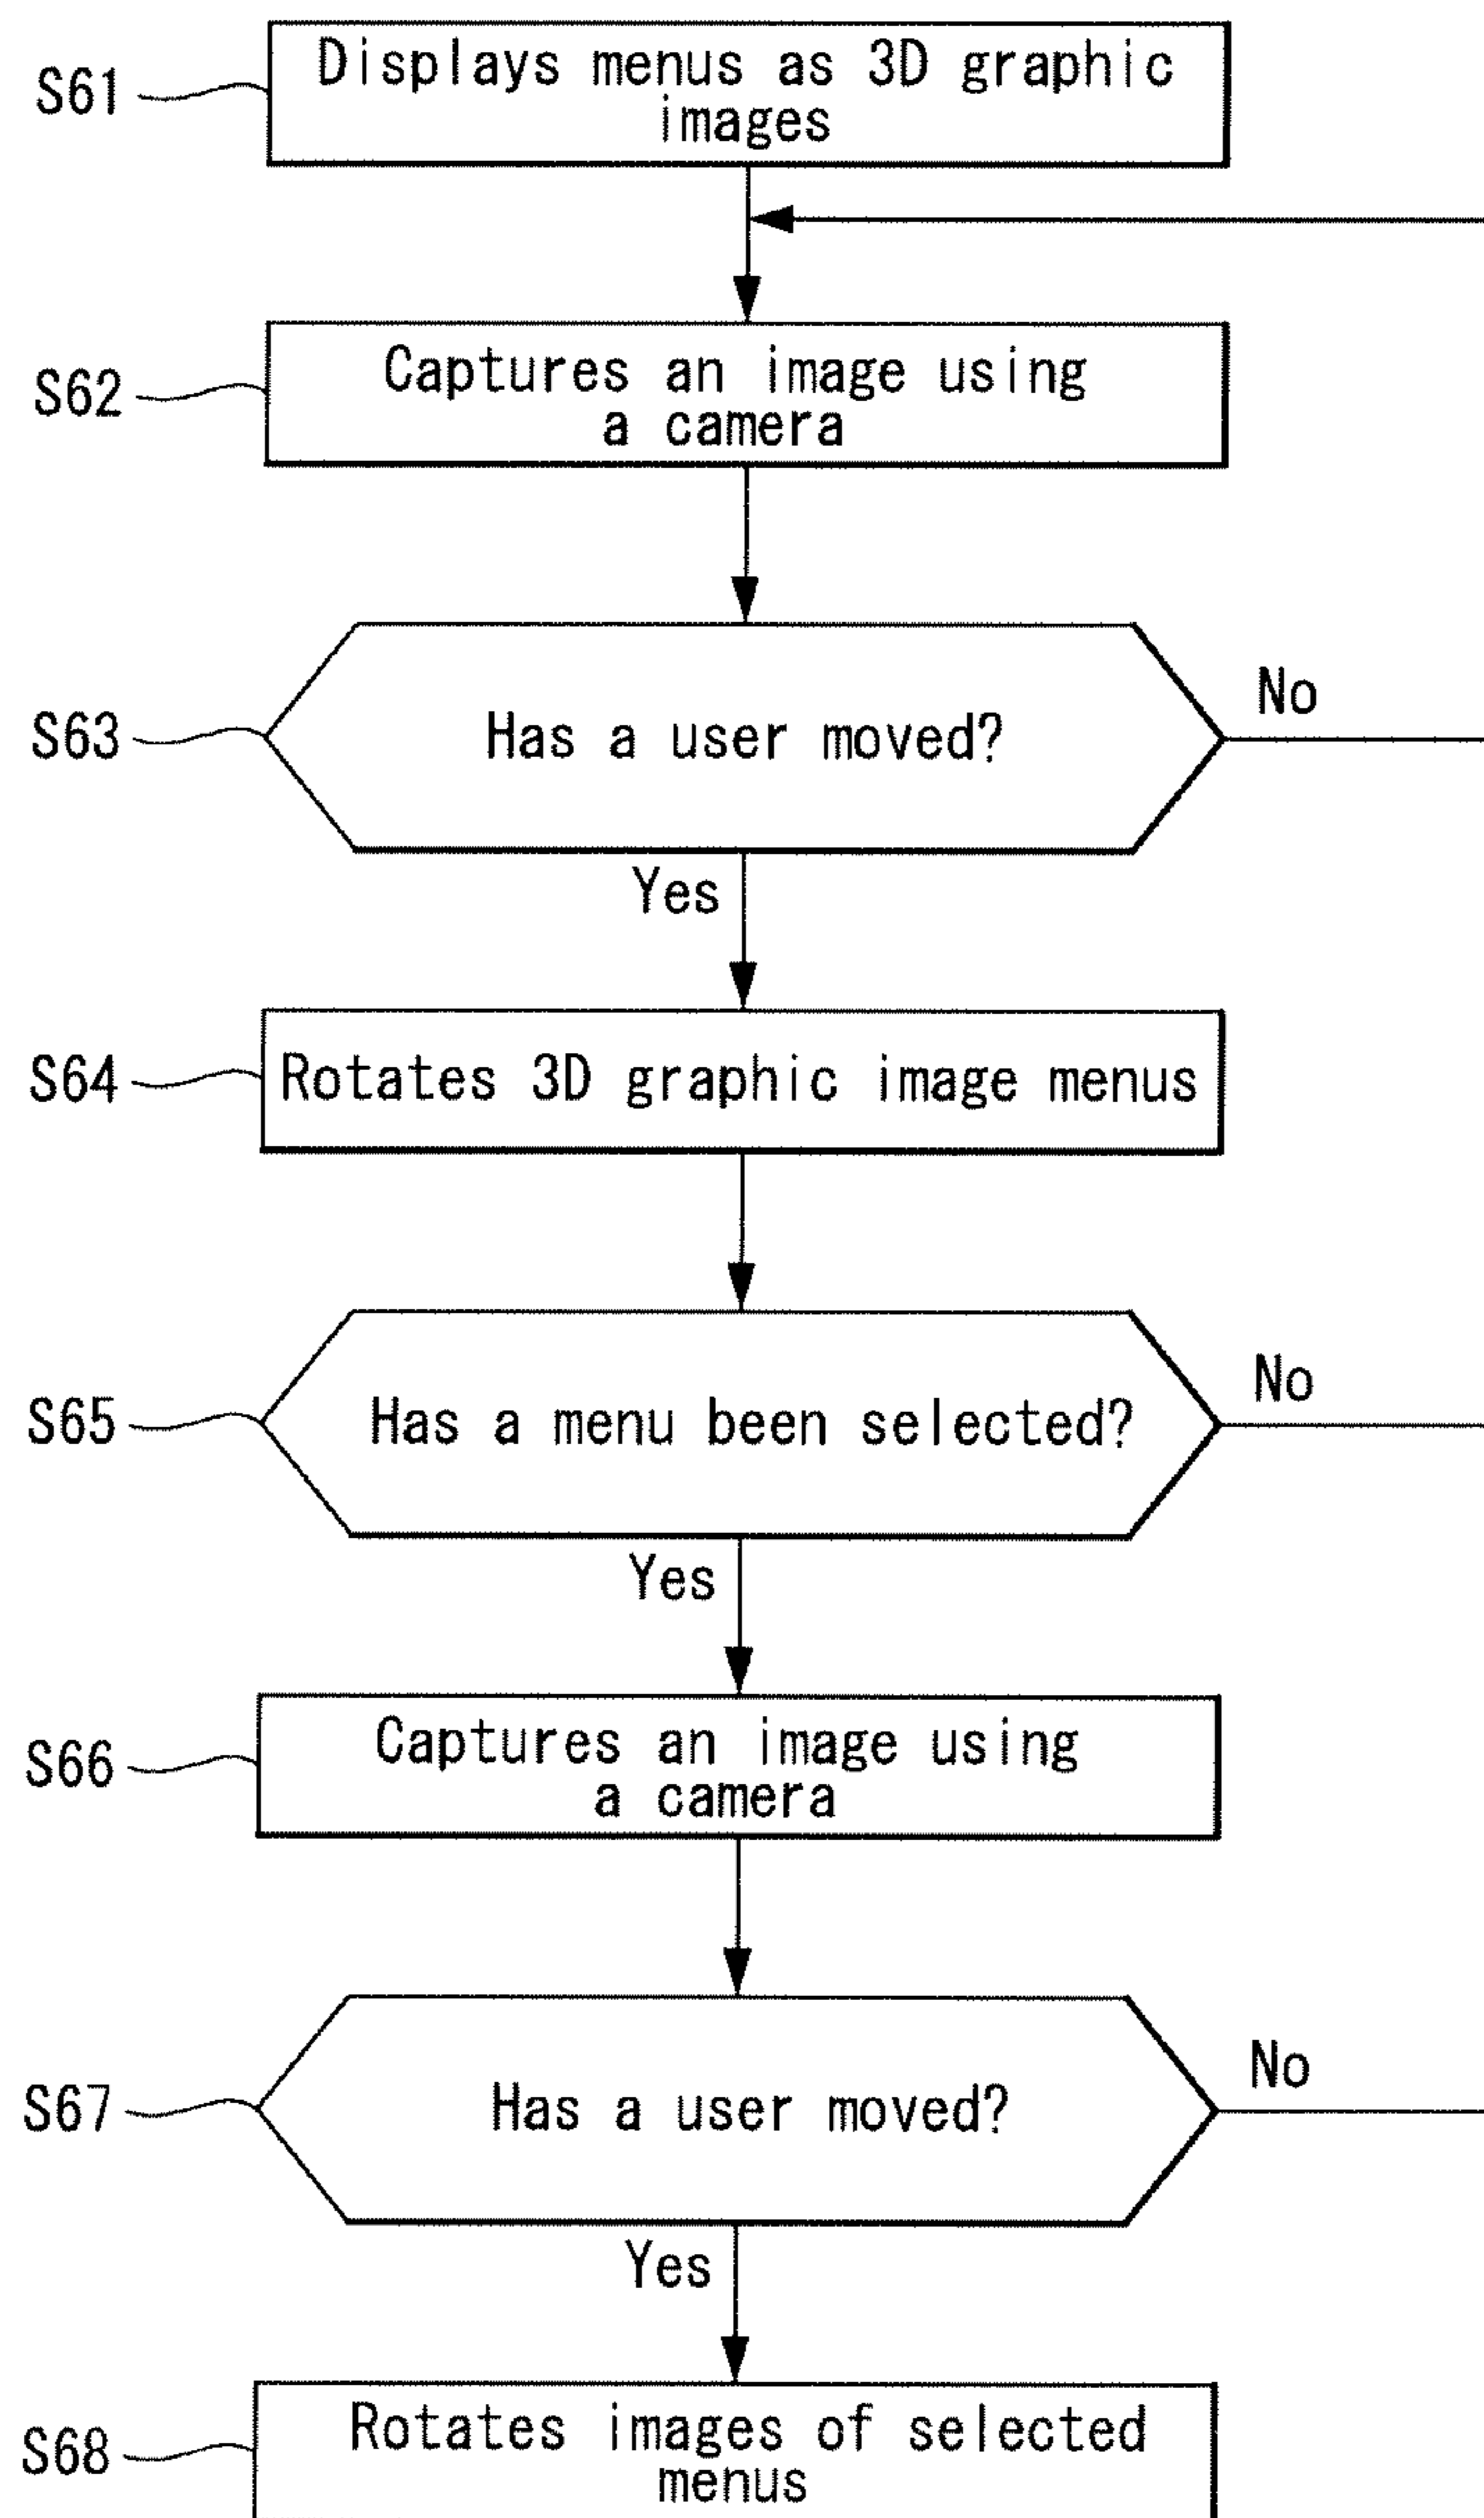 S61
Displays menus as 3D graphic
images
S62
Captures an image using
a camera
S63
Has a user moved?
No
Yes
S64
Rotates 3D graphic image menus
S65
Has a menu been selected?
No
Yes
S66
Captures an image using
a camera
S67
Has a user moved?
No
Yes
S68
Rotates images of selected
menus